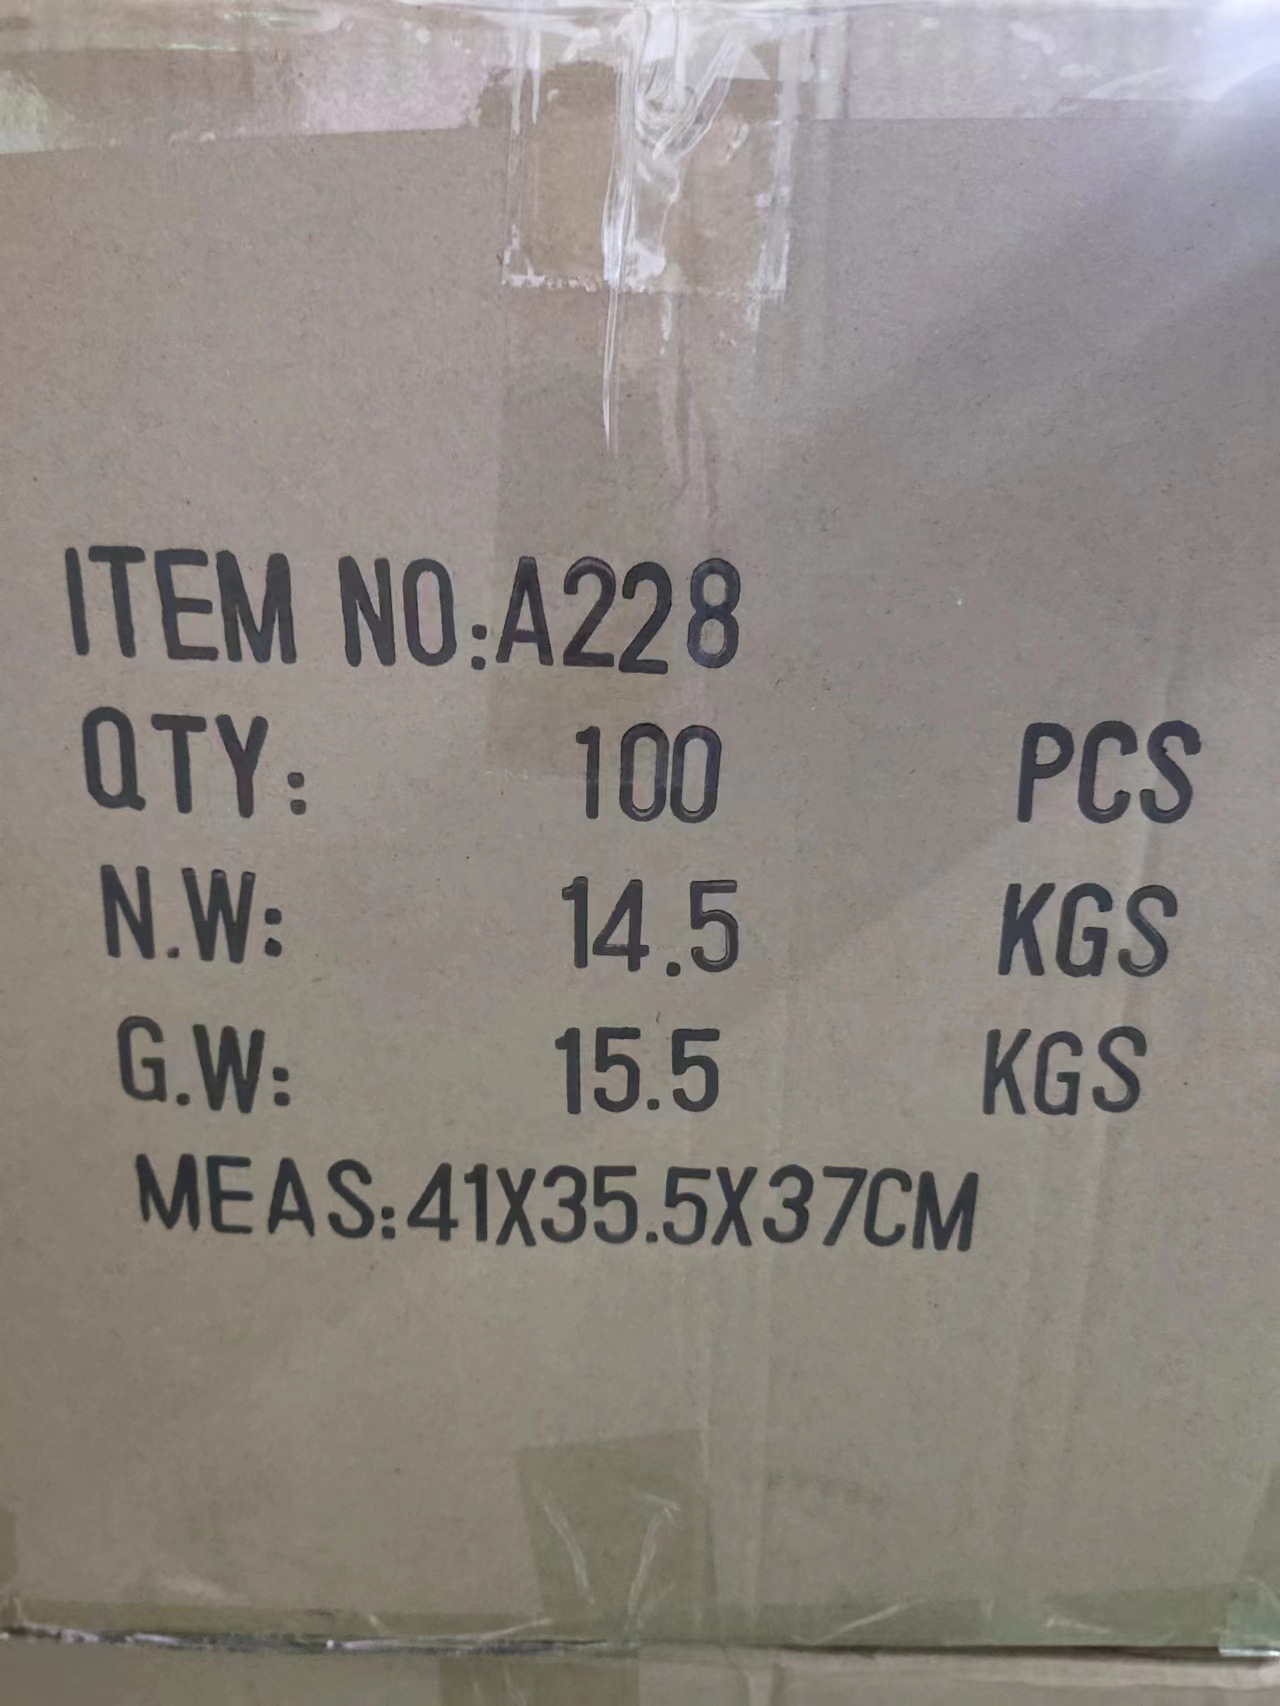 ITEM NO:A228
QTY: 100 PCS
N.W: 14.5 KGS
G.W: 15.5 KGS
MEAS:41X35.5X37CM